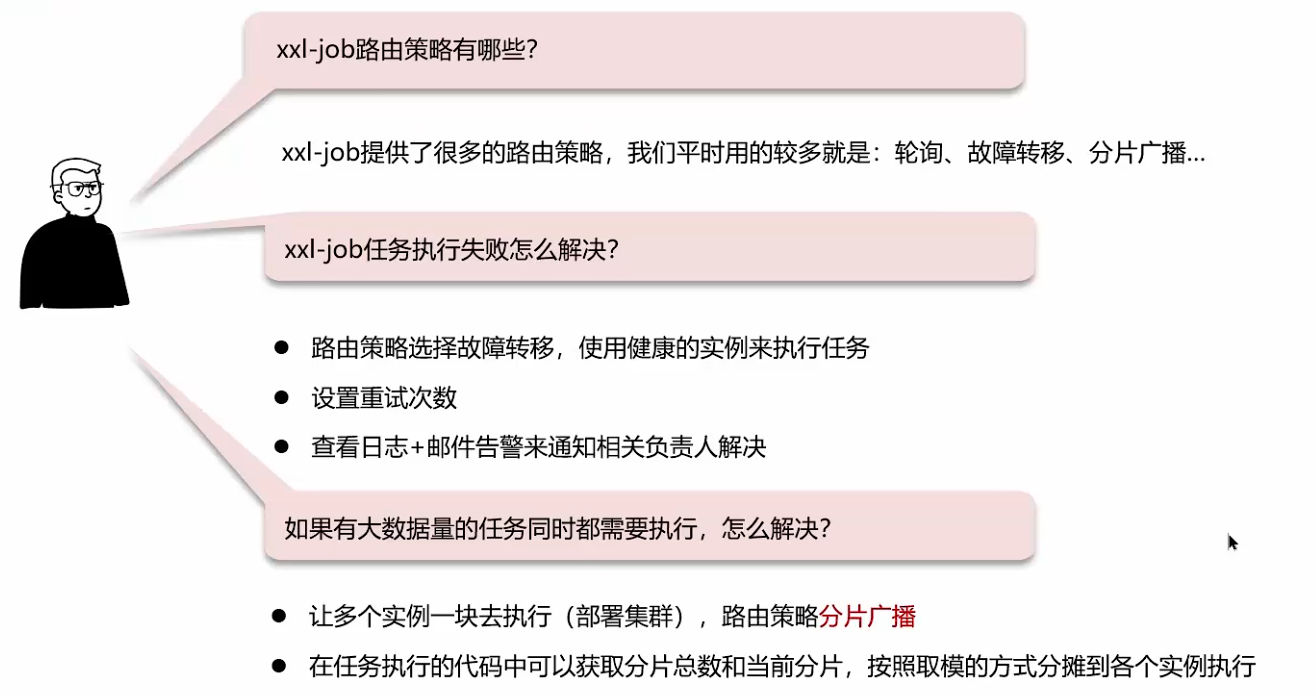 xxl-job路由策略有哪些？
xxl-job提供了很多的路由策略，我们平时用的较多就是：轮询、故障转移、分片广播...
xxl-job任务执行失败怎么解决？
● 路由策略选择故障转移，使用健康的实例来执行任务
● 设置重试次数
● 查看日志+邮件告警来通知相关负责人解决
如果有大数据量的任务同时都需要执行，怎么解决？
● 让多个实例一块去执行（部署集群），路由策略分片广播
● 在任务执行的代码中可以获取分片总数和当前分片，按照取模的方式分摊到各个实例执行